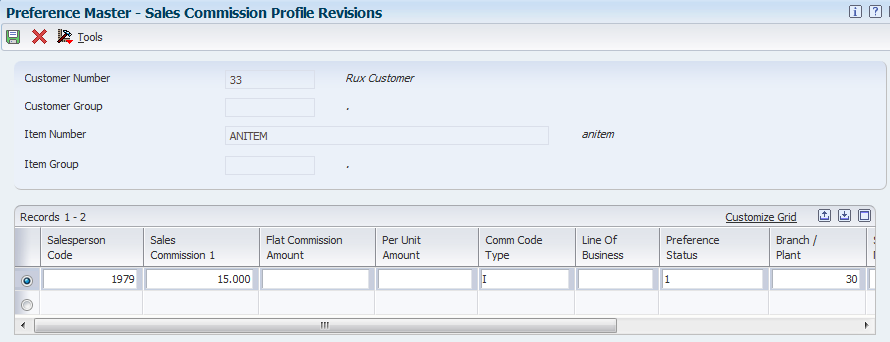 Preference Master - Sales Commission Profile Revisions
Tools
Customer Number 33 Rux Customer
Customer Group .
Item Number ANITEM anitem
Item Group .
Records 1 - 2 Customize Grid
Salesperson Code Sales Commission 1 Flat Commission Amount Per Unit Amount Comm Code Type Line Of Business Preference Status Branch / Plant
1979 15.000 I 1 30